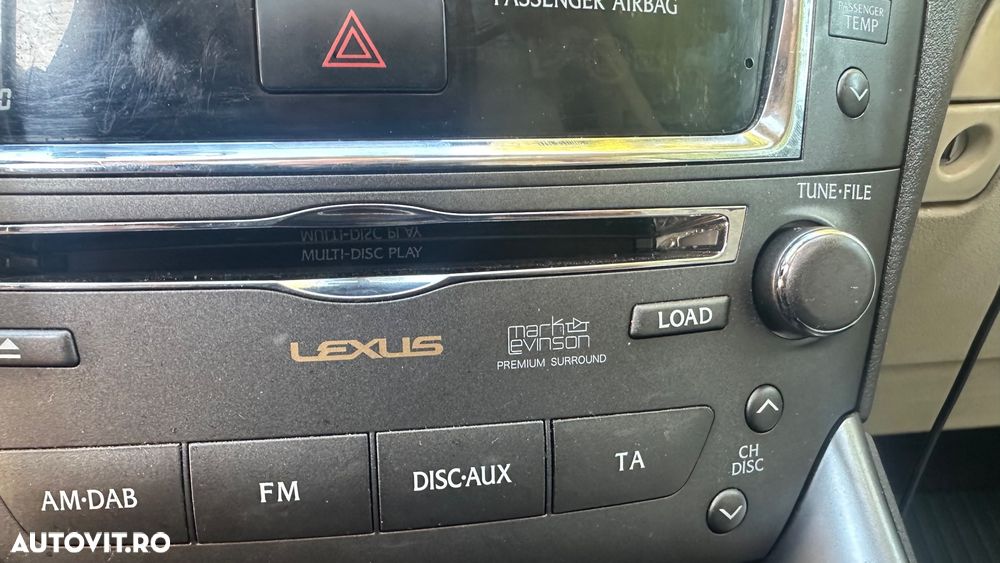 PASSENGER AIRBAG
PASSENGER
TEMP
TUNE•FILE
MULTI-DISC PLAY
LOAD
LEXUS
mark
levinson
PREMIUM SURROUND
CH
DISC
AM•DAB
FM
DISC•AUX
TA
AUTOVIT.RO